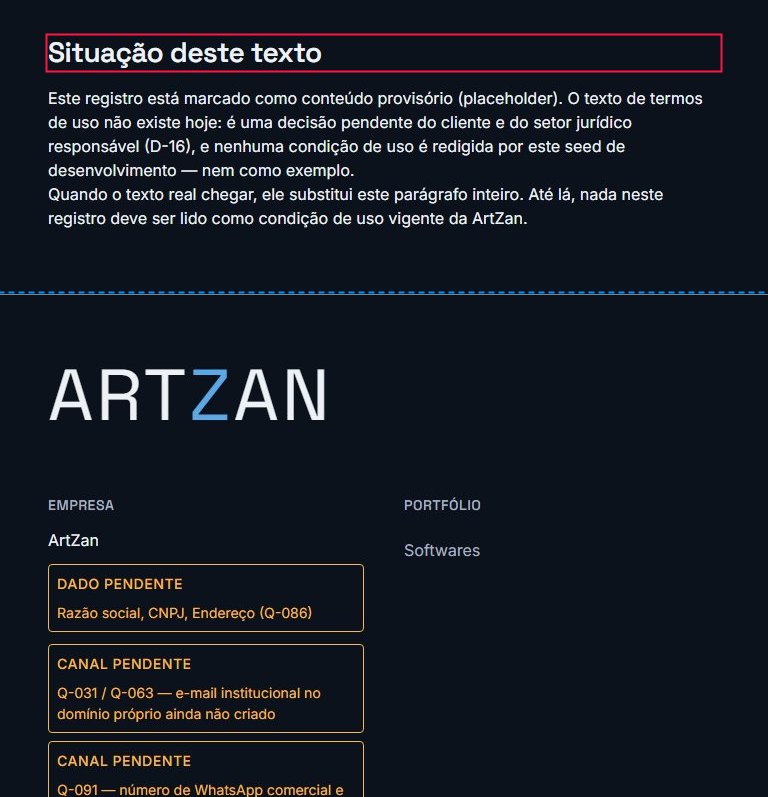 Situação deste texto
Este registro está marcado como conteúdo provisório (placeholder). O texto de termos
de uso não existe hoje: é uma decisão pendente do cliente e do setor jurídico
responsável (D-16), e nenhuma condição de uso é redigida por este seed de
desenvolvimento — nem como exemplo.
Quando o texto real chegar, ele substitui este parágrafo inteiro. Até lá, nada neste
registro deve ser lido como condição de uso vigente da ArtZan.
ARTZAN
EMPRESA
ArtZan
DADO PENDENTE
Razão social, CNPJ, Endereço (Q-086)
CANAL PENDENTE
Q-031 / Q-063 — e-mail institucional no
domínio próprio ainda não criado
CANAL PENDENTE
Q-091 — número de WhatsApp comercial e
PORTFÓLIO
Softwares